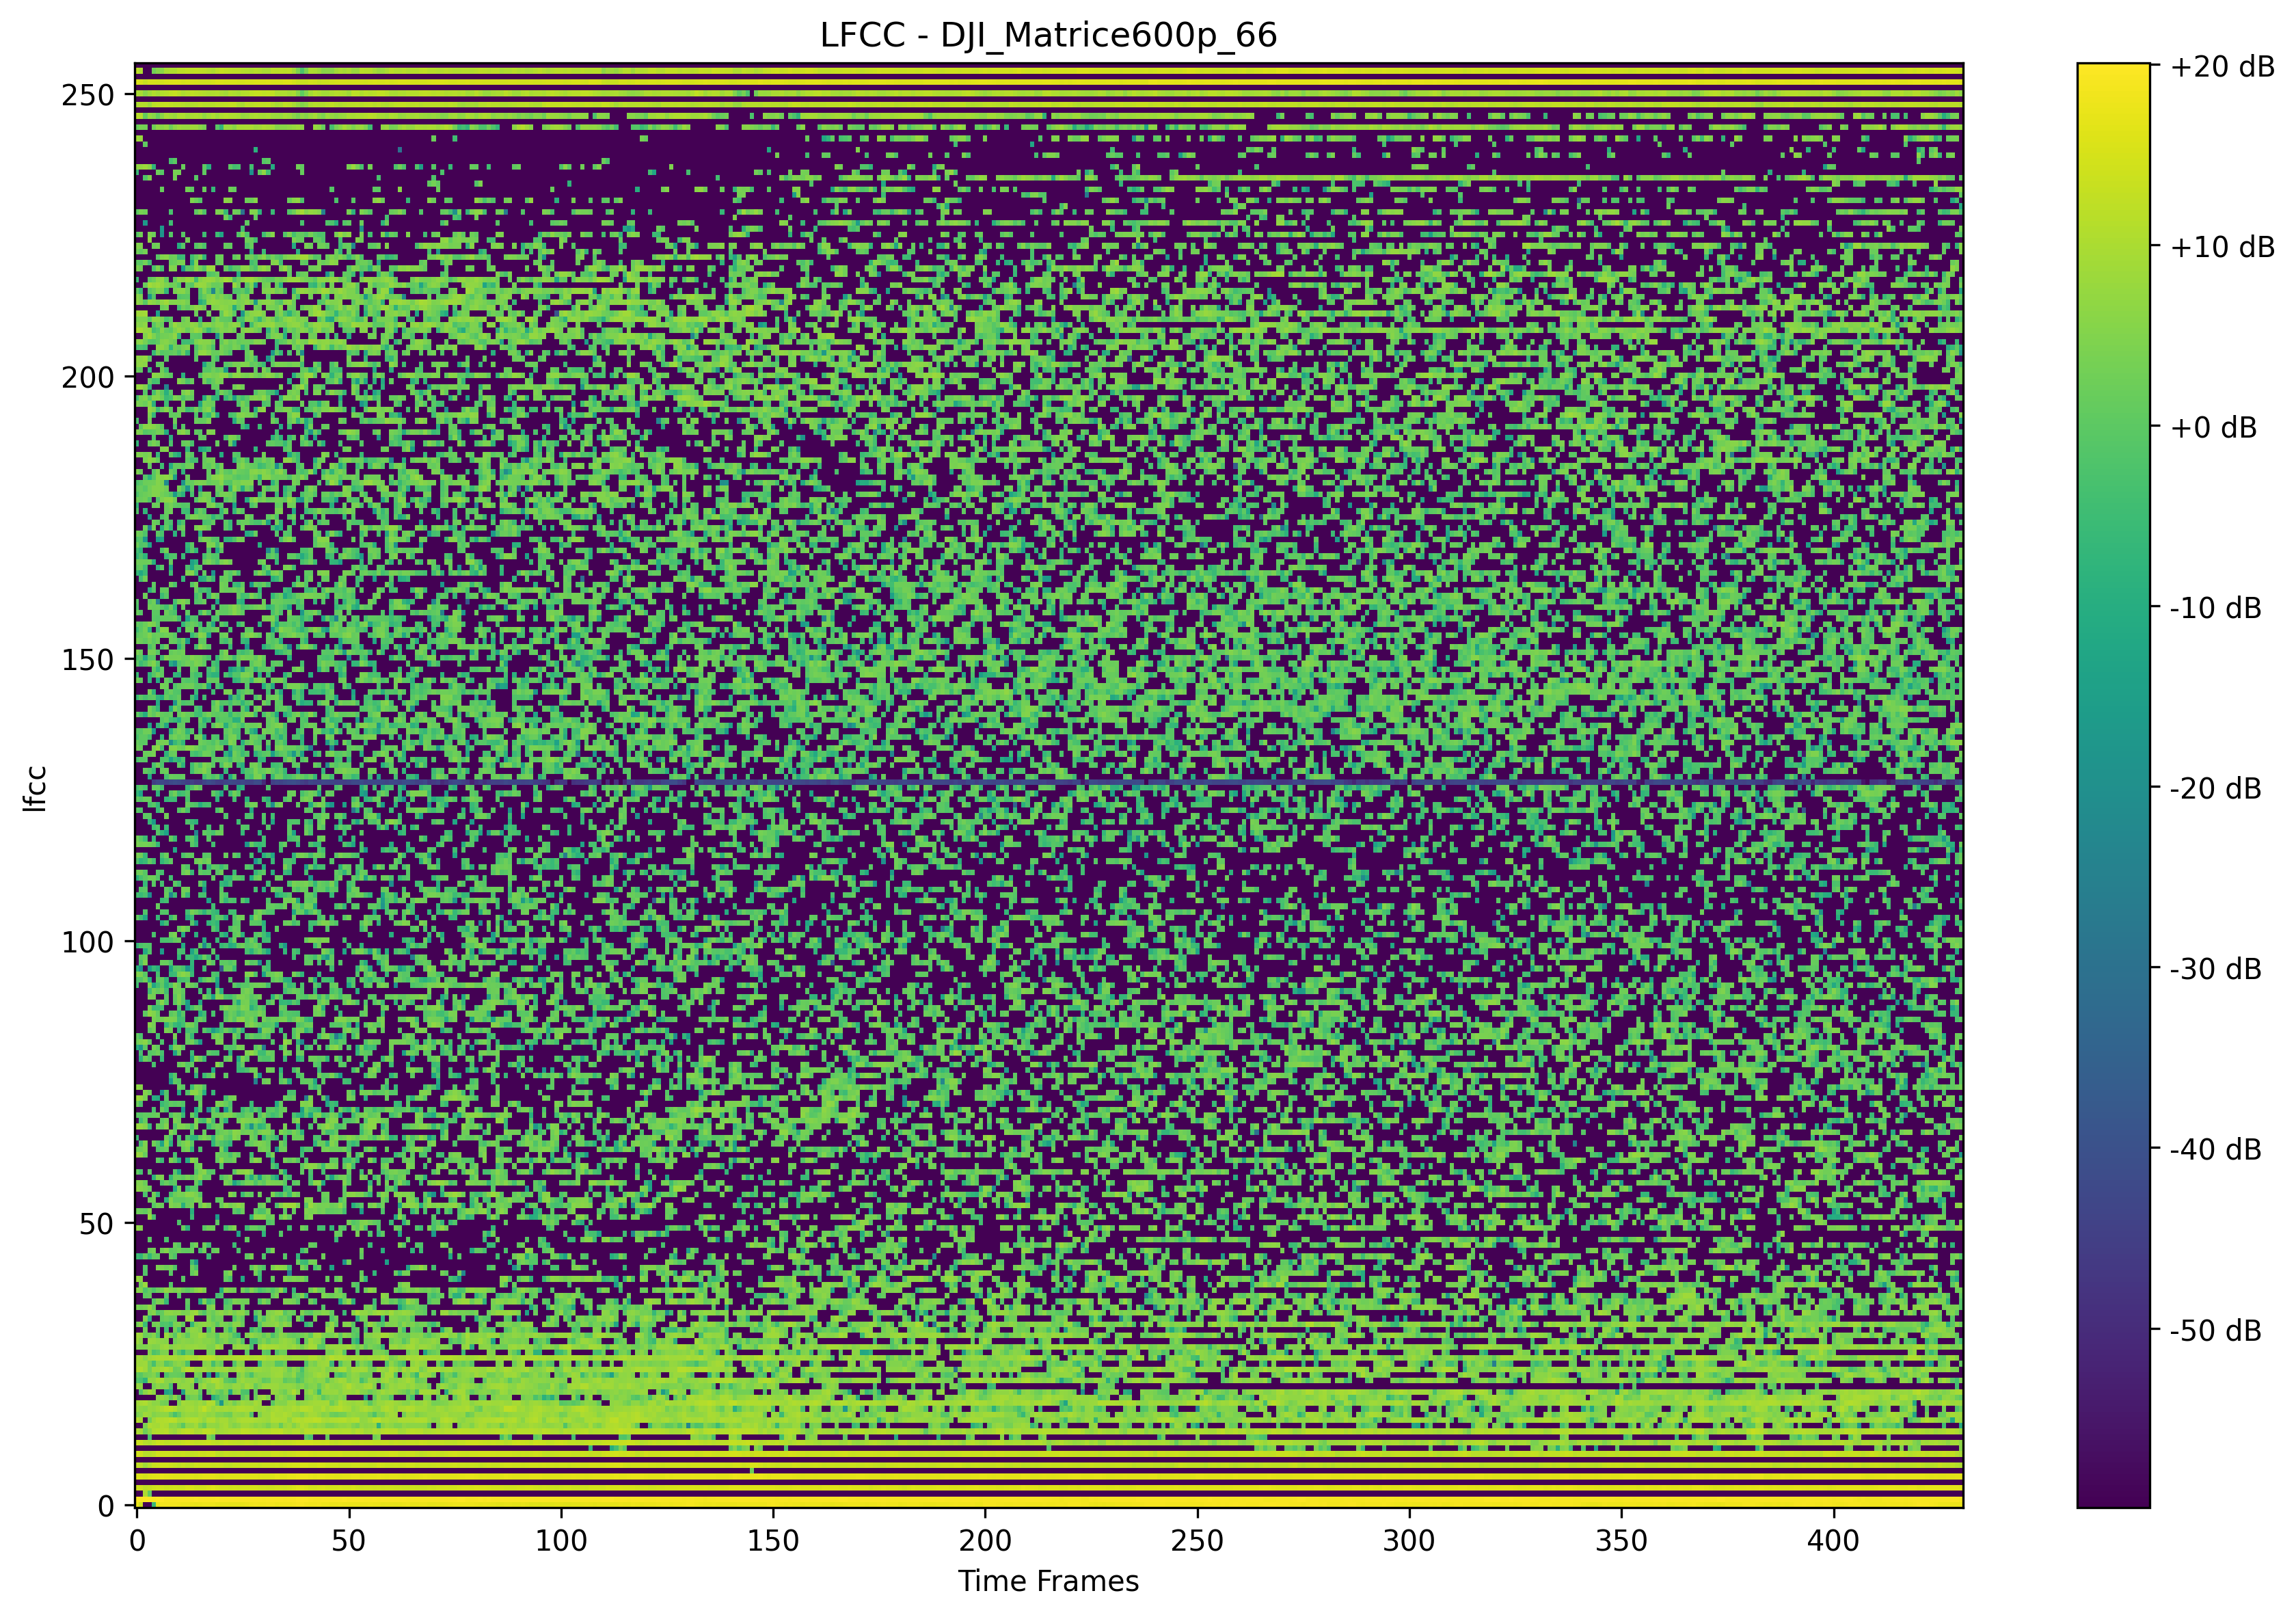 LFCC - DJI_Matrice600p_66
250
200
150
100
50
0
lfcc
0 50 100 150 200 250 300 350 400
Time Frames
+20 dB
+10 dB
+0 dB
-10 dB
-20 dB
-30 dB
-40 dB
-50 dB